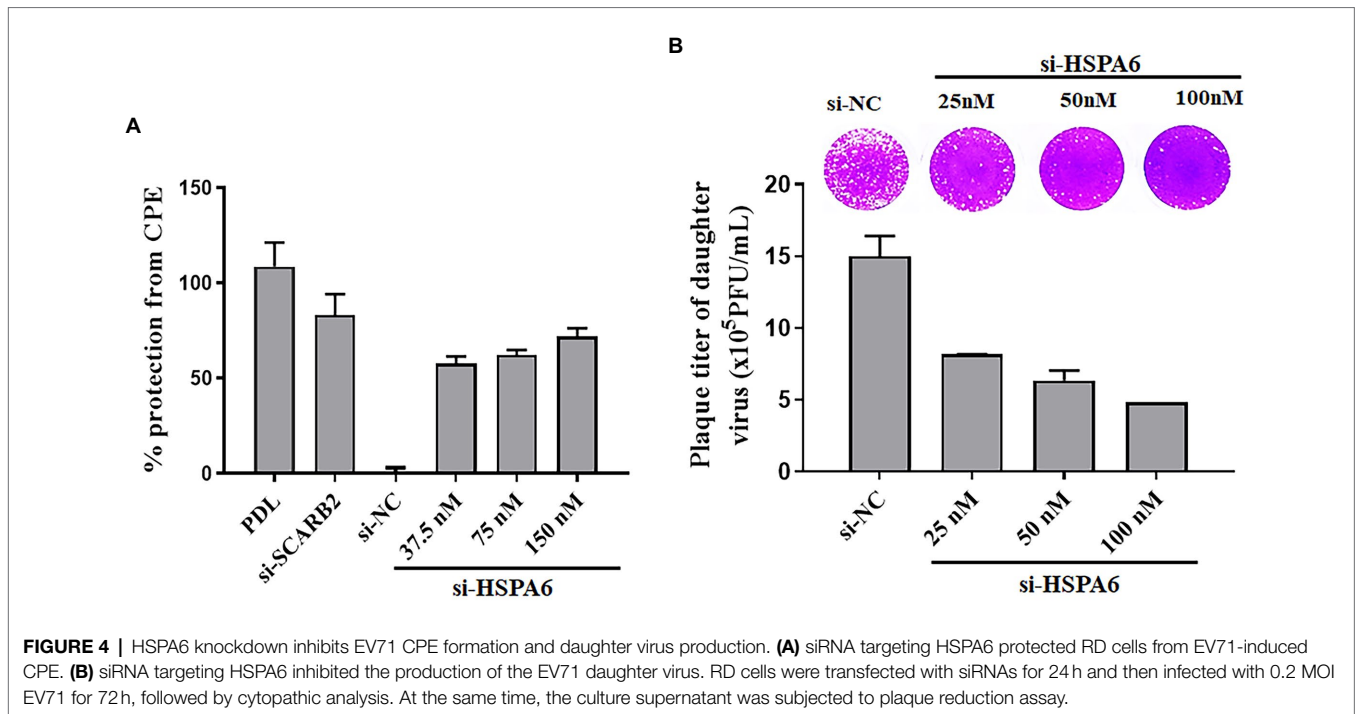 A
% protection from CPE
150
100
50
0
PDL
si-SCARB2
si-NC
37.5 nM
75 nM
150 nM
si-HSPA6
B
si-HSPA6
si-NC
25nM
50nM
100nM
Plaque titer of daughter
virus (x10⁵PFU/mL)
20
15
10
5
0
si-NC
25 nM
50 nM
100 nM
si-HSPA6
FIGURE 4 | HSPA6 knockdown inhibits EV71 CPE formation and daughter virus production. (A) siRNA targeting HSPA6 protected RD cells from EV71-induced
CPE. (B) siRNA targeting HSPA6 inhibited the production of the EV71 daughter virus. RD cells were transfected with siRNAs for 24 h and then infected with 0.2 MOI
EV71 for 72 h, followed by cytopathic analysis. At the same time, the culture supernatant was subjected to plaque reduction assay.